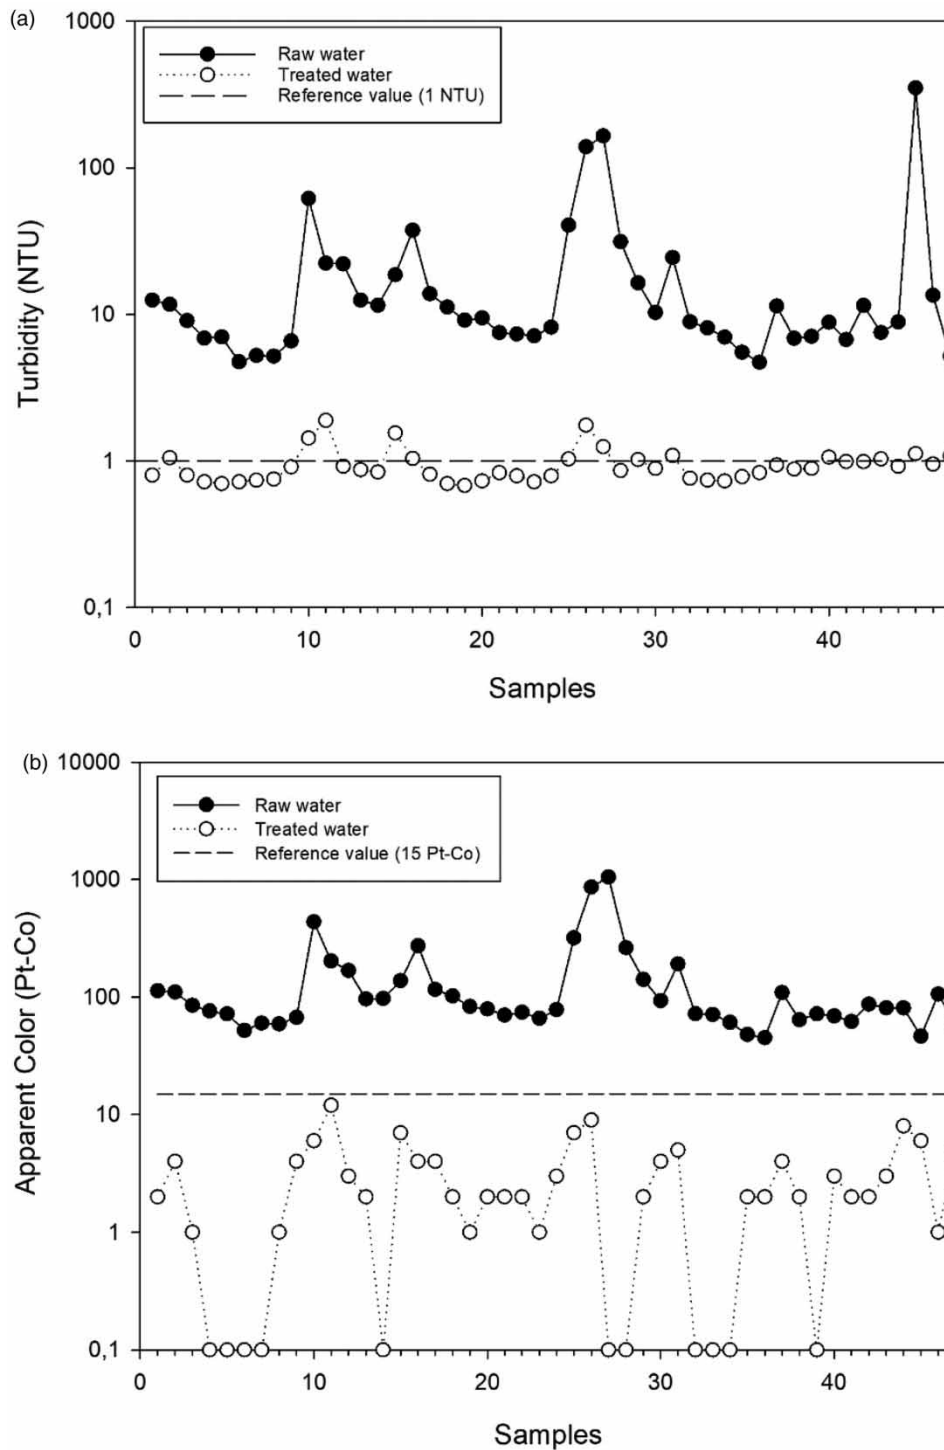 (a)
1000
100
10
1
0,1
Turbidity (NTU)
Raw water
Treated water
Reference value (1 NTU)
0 10 20 30 40
Samples
(b)
10000
1000
100
10
1
0,1
Apparent Color (Pt-Co)
Raw water
Treated water
Reference value (15 Pt-Co)
0 10 20 30 40
Samples